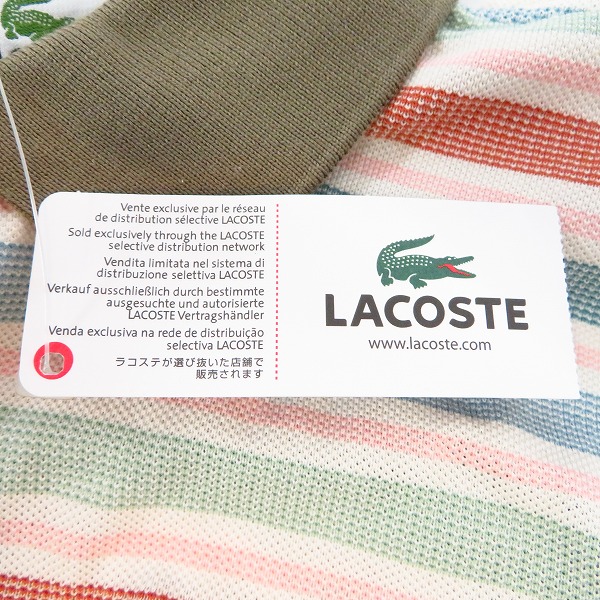 Vente exclusive par le réseau
de distribution sélective LACOSTE
Sold exclusively through the LACOSTE
selective distribution network
Vendita limitata nel sistema di
distribuzione selettiva LACOSTE
Verkauf ausschließlich durch bestimmte
ausgesuchte und autorisierte
LACOSTE Vertragshändler
Venda exclusiva na rede de distribuição
selectiva LACOSTE
ラコステが選び抜いた店舗で
販売されます
LACOSTE
www.lacoste.com